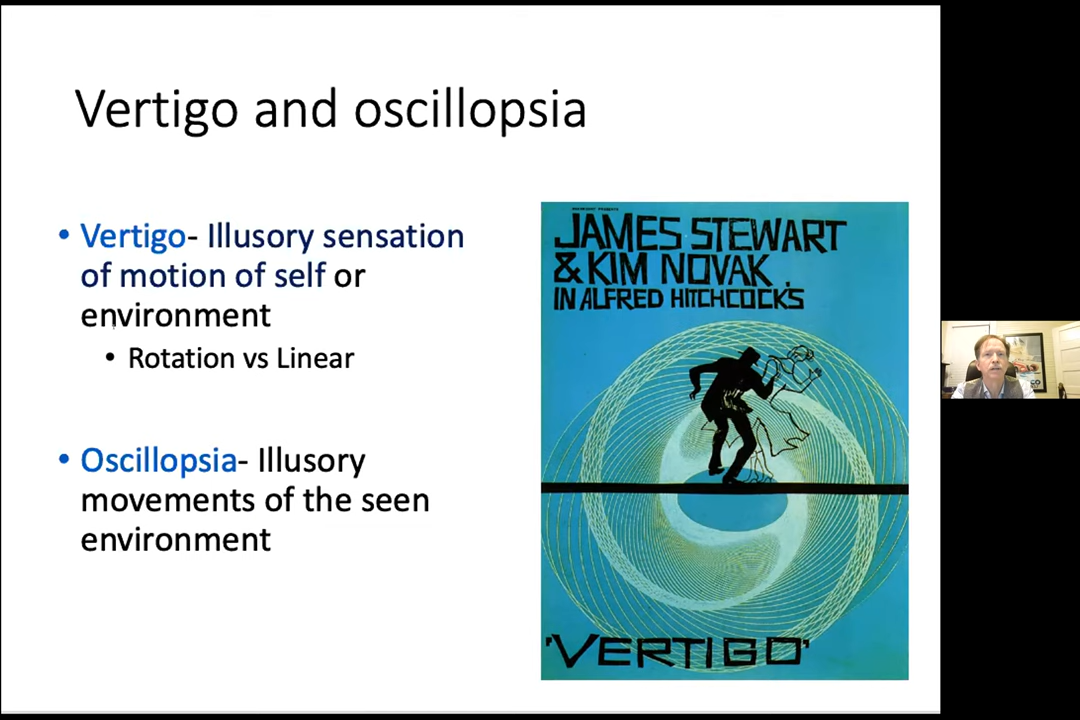 Vertigo and oscillopsia
• Vertigo- Illusory sensation
of motion of self or
environment
• Rotation vs Linear
• Oscillopsia- Illusory
movements of the seen
environment
JAMES STEWART
& KIM NOVAK
IN ALFRED HITCHCOCK'S
'VERTIGO'